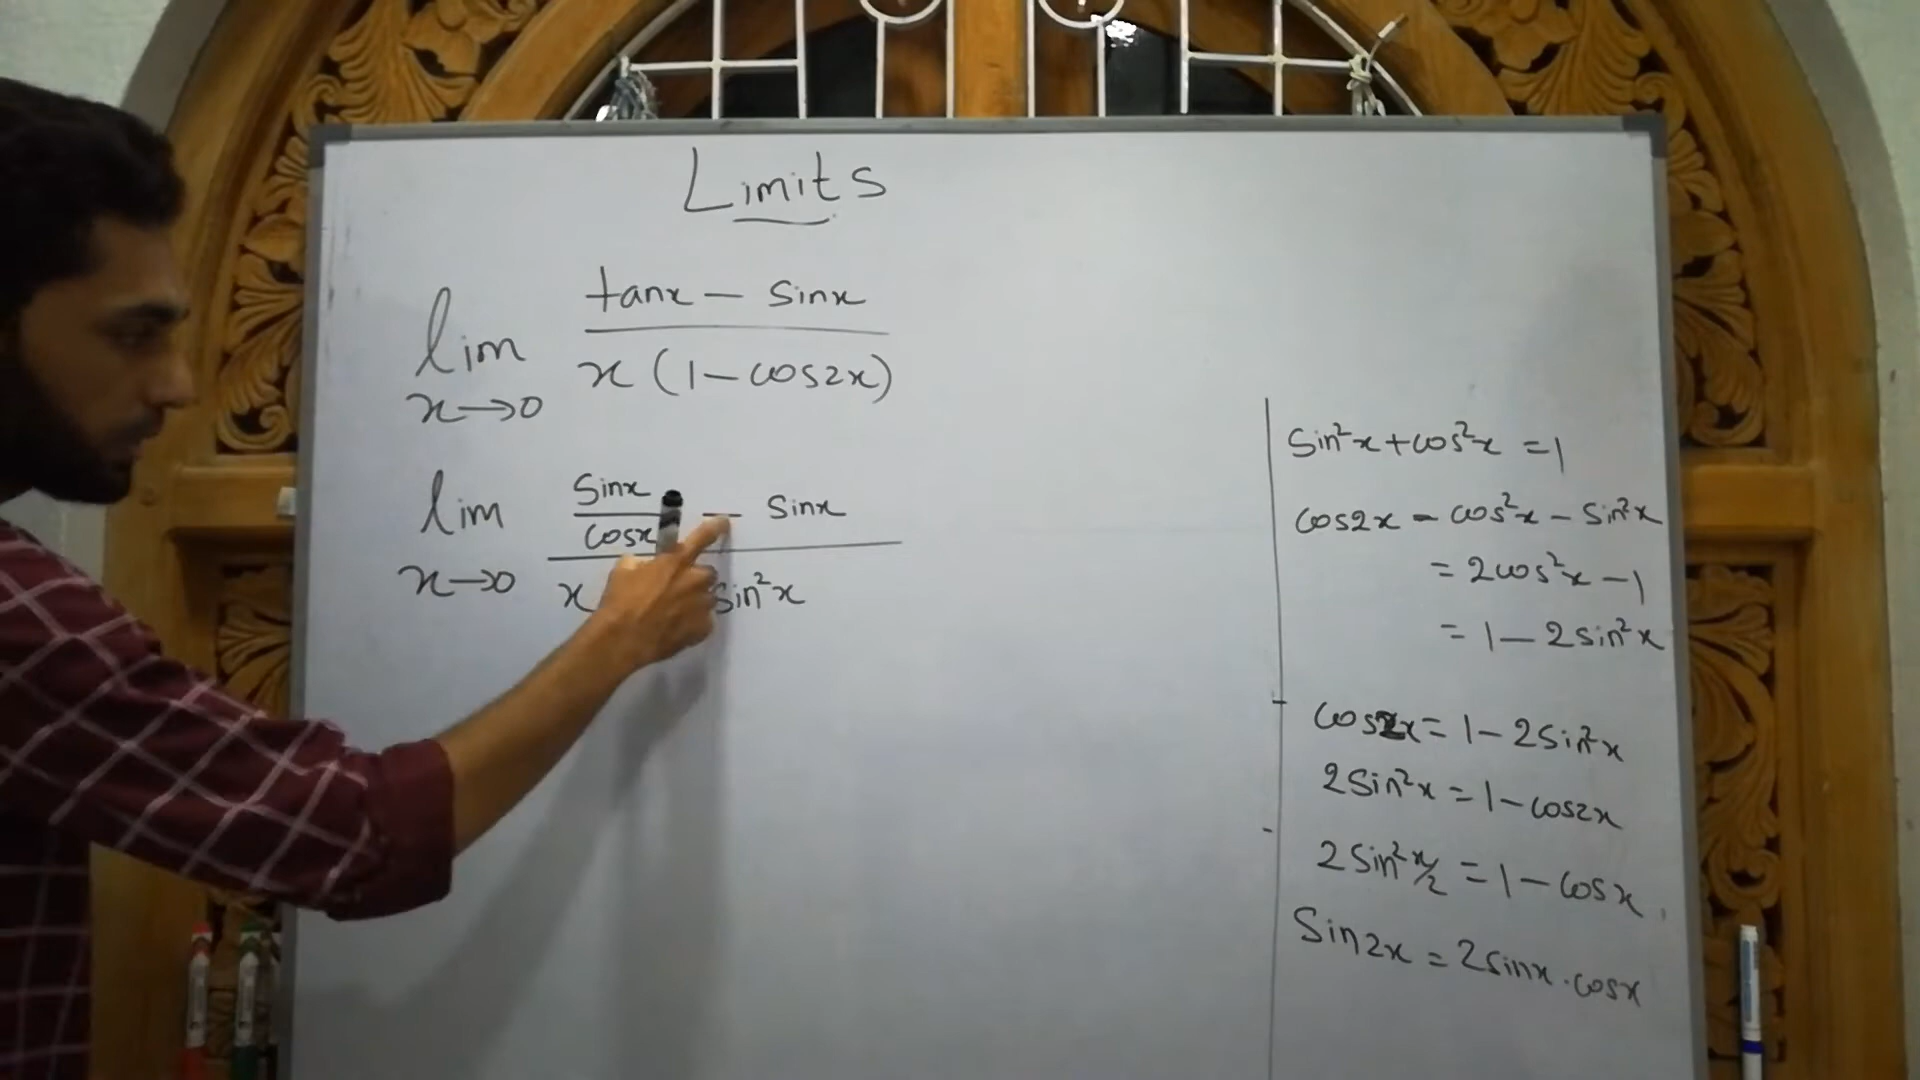 Limits
lim x→0 (tanx − sinx) / (x (1 − cos2x))
lim x→0 (sinx/cosx − sinx) / (x sin²x)
sin²x + cos²x = 1
cos2x = cos²x − sin²x
= 2cos²x − 1
= 1 − 2sin²x
cos2x = 1 − 2sin²x
2sin²x = 1 − cos2x
2sin²x/2 = 1 − cosx
Sin2x = 2sinx·cosx